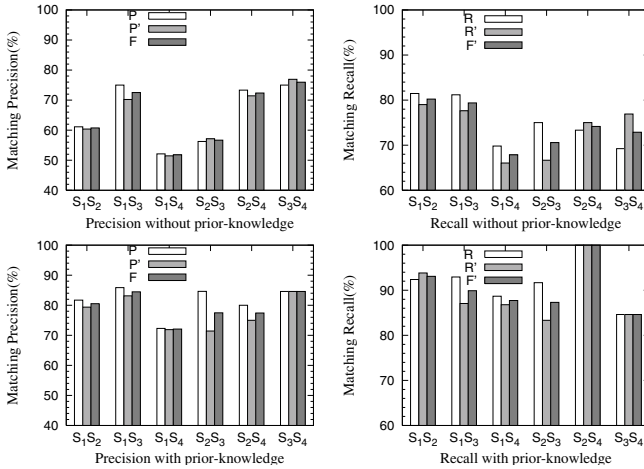 Matching Precision(%)
100
90
80
70
60
50
40
P
P'
F
S1S2 S1S3 S1S4 S2S3 S2S4 S3S4
Precision without prior-knowledge
Matching Recall(%)
100
90
80
70
60
R
R'
F'
S1S2 S1S3 S1S4 S2S3 S2S4 S3S4
Recall without prior-knowledge
Matching Precision(%)
100
90
80
70
60
50
40
P
P'
F
S1S2 S1S3 S1S4 S2S3 S2S4 S3S4
Precision with prior-knowledge
Matching Recall(%)
100
90
80
70
60
R
R'
F'
S1S2 S1S3 S1S4 S2S3 S2S4 S3S4
Recall with prior-knowledge